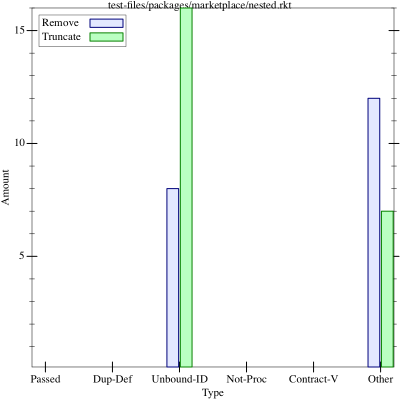 test-files/packages/marketplace/nested.rkt
Remove
Truncate
15
10
5
Amount
Passed Dup-Def Unbound-ID Not-Proc Contract-V Other
Type